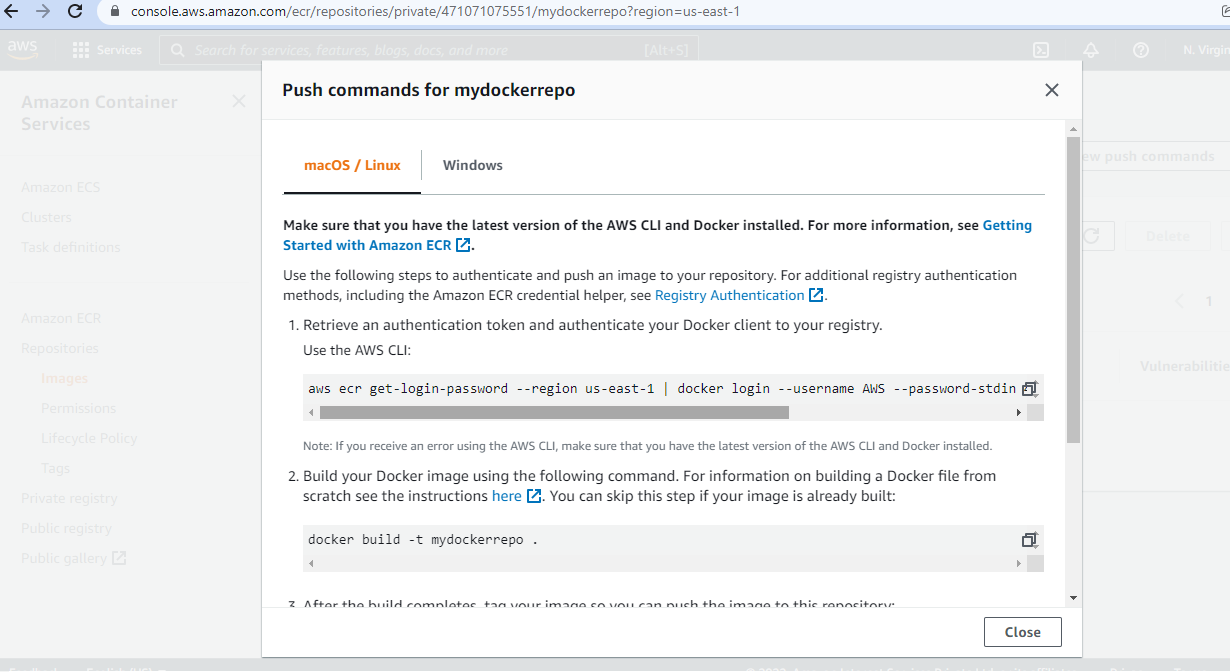 console.aws.amazon.com/ecr/repositories/private/471071075551/mydockerrepo?region=us-east-1
aws
Services
Search for services, features, blogs, docs, and more
[Alt+S]
N. Virgin
Amazon Container
Services
Amazon ECS
Clusters
Task definitions
Amazon ECR
Repositories
Images
Permissions
Lifecycle Policy
Tags
Private registry
Public registry
Public gallery
Push commands for mydockerrepo
macOS / Linux
Windows
Make sure that you have the latest version of the AWS CLI and Docker installed. For more information, see Getting
Started with Amazon ECR .
Use the following steps to authenticate and push an image to your repository. For additional registry authentication
methods, including the Amazon ECR credential helper, see Registry Authentication .
1. Retrieve an authentication token and authenticate your Docker client to your registry.
Use the AWS CLI:
aws ecr get-login-password --region us-east-1 | docker login --username AWS --password-stdin
Note: If you receive an error using the AWS CLI, make sure that you have the latest version of the AWS CLI and Docker installed.
2. Build your Docker image using the following command. For information on building a Docker file from
scratch see the instructions here . You can skip this step if your image is already built:
docker build -t mydockerrepo .
3. After the build completes, tag your image so you can push the image to this repository:
Close
ew push commands
Delete
1
Vulnerabilitie